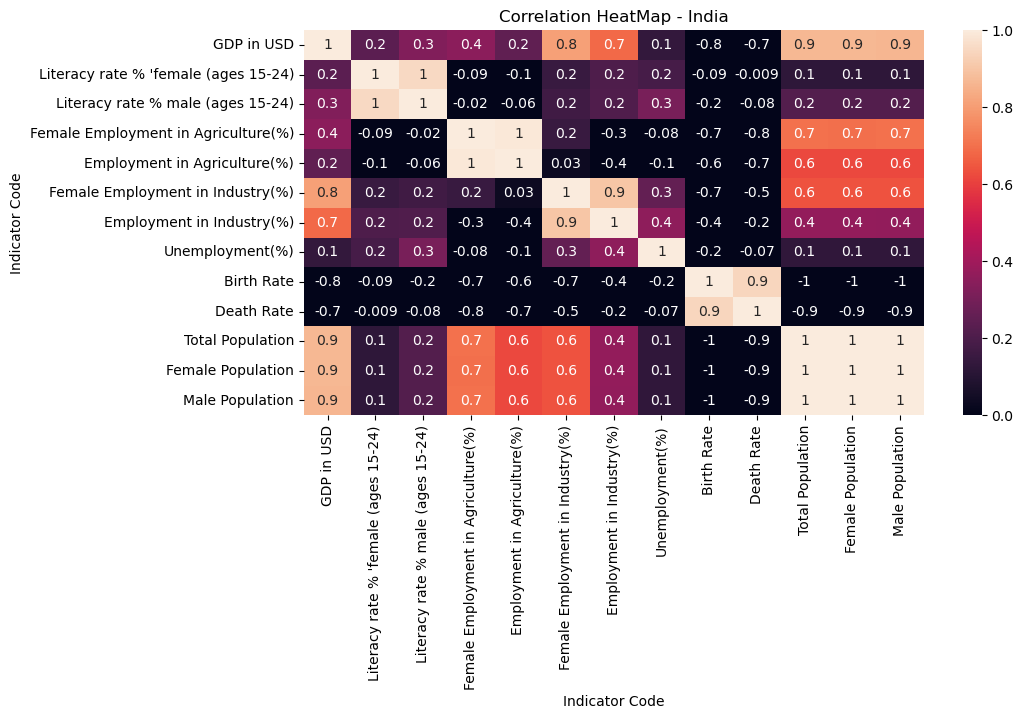 Correlation HeatMap - India
GDP in USD 1 0.2 0.3 0.4 0.2 0.8 0.7 0.1 -0.8 -0.7 0.9 0.9 0.9
Literacy rate % 'female (ages 15-24) 0.2 1 1 -0.09 -0.1 0.2 0.2 0.2 -0.09 -0.009 0.1 0.1 0.1
Literacy rate % male (ages 15-24) 0.3 1 1 -0.02 -0.06 0.2 0.2 0.3 -0.2 -0.08 0.2 0.2 0.2
Female Employment in Agriculture(%) 0.4 -0.09 -0.02 1 1 0.2 -0.3 -0.08 -0.7 -0.8 0.7 0.7 0.7
Employment in Agriculture(%) 0.2 -0.1 -0.06 1 1 0.03 -0.4 -0.1 -0.6 -0.7 0.6 0.6 0.6
Female Employment in Industry(%) 0.8 0.2 0.2 0.2 0.03 1 0.9 0.3 -0.7 -0.5 0.6 0.6 0.6
Employment in Industry(%) 0.7 0.2 0.2 -0.3 -0.4 0.9 1 0.4 -0.4 -0.2 0.4 0.4 0.4
Unemployment(%) 0.1 0.2 0.3 -0.08 -0.1 0.3 0.4 1 -0.2 -0.07 0.1 0.1 0.1
Birth Rate -0.8 -0.09 -0.2 -0.7 -0.6 -0.7 -0.4 -0.2 1 0.9 -1 -1 -1
Death Rate -0.7 -0.009 -0.08 -0.8 -0.7 -0.5 -0.2 -0.07 0.9 1 -0.9 -0.9 -0.9
Total Population 0.9 0.1 0.2 0.7 0.6 0.6 0.4 0.1 -1 -0.9 1 1 1
Female Population 0.9 0.1 0.2 0.7 0.6 0.6 0.4 0.1 -1 -0.9 1 1 1
Male Population 0.9 0.1 0.2 0.7 0.6 0.6 0.4 0.1 -1 -0.9 1 1 1
Indicator Code
GDP in USD
Literacy rate % 'female (ages 15-24)
Literacy rate % male (ages 15-24)
Female Employment in Agriculture(%)
Employment in Agriculture(%)
Female Employment in Industry(%)
Employment in Industry(%)
Unemployment(%)
Birth Rate
Death Rate
Total Population
Female Population
Male Population
Indicator Code
1.0
0.8
0.6
0.4
0.2
0.0